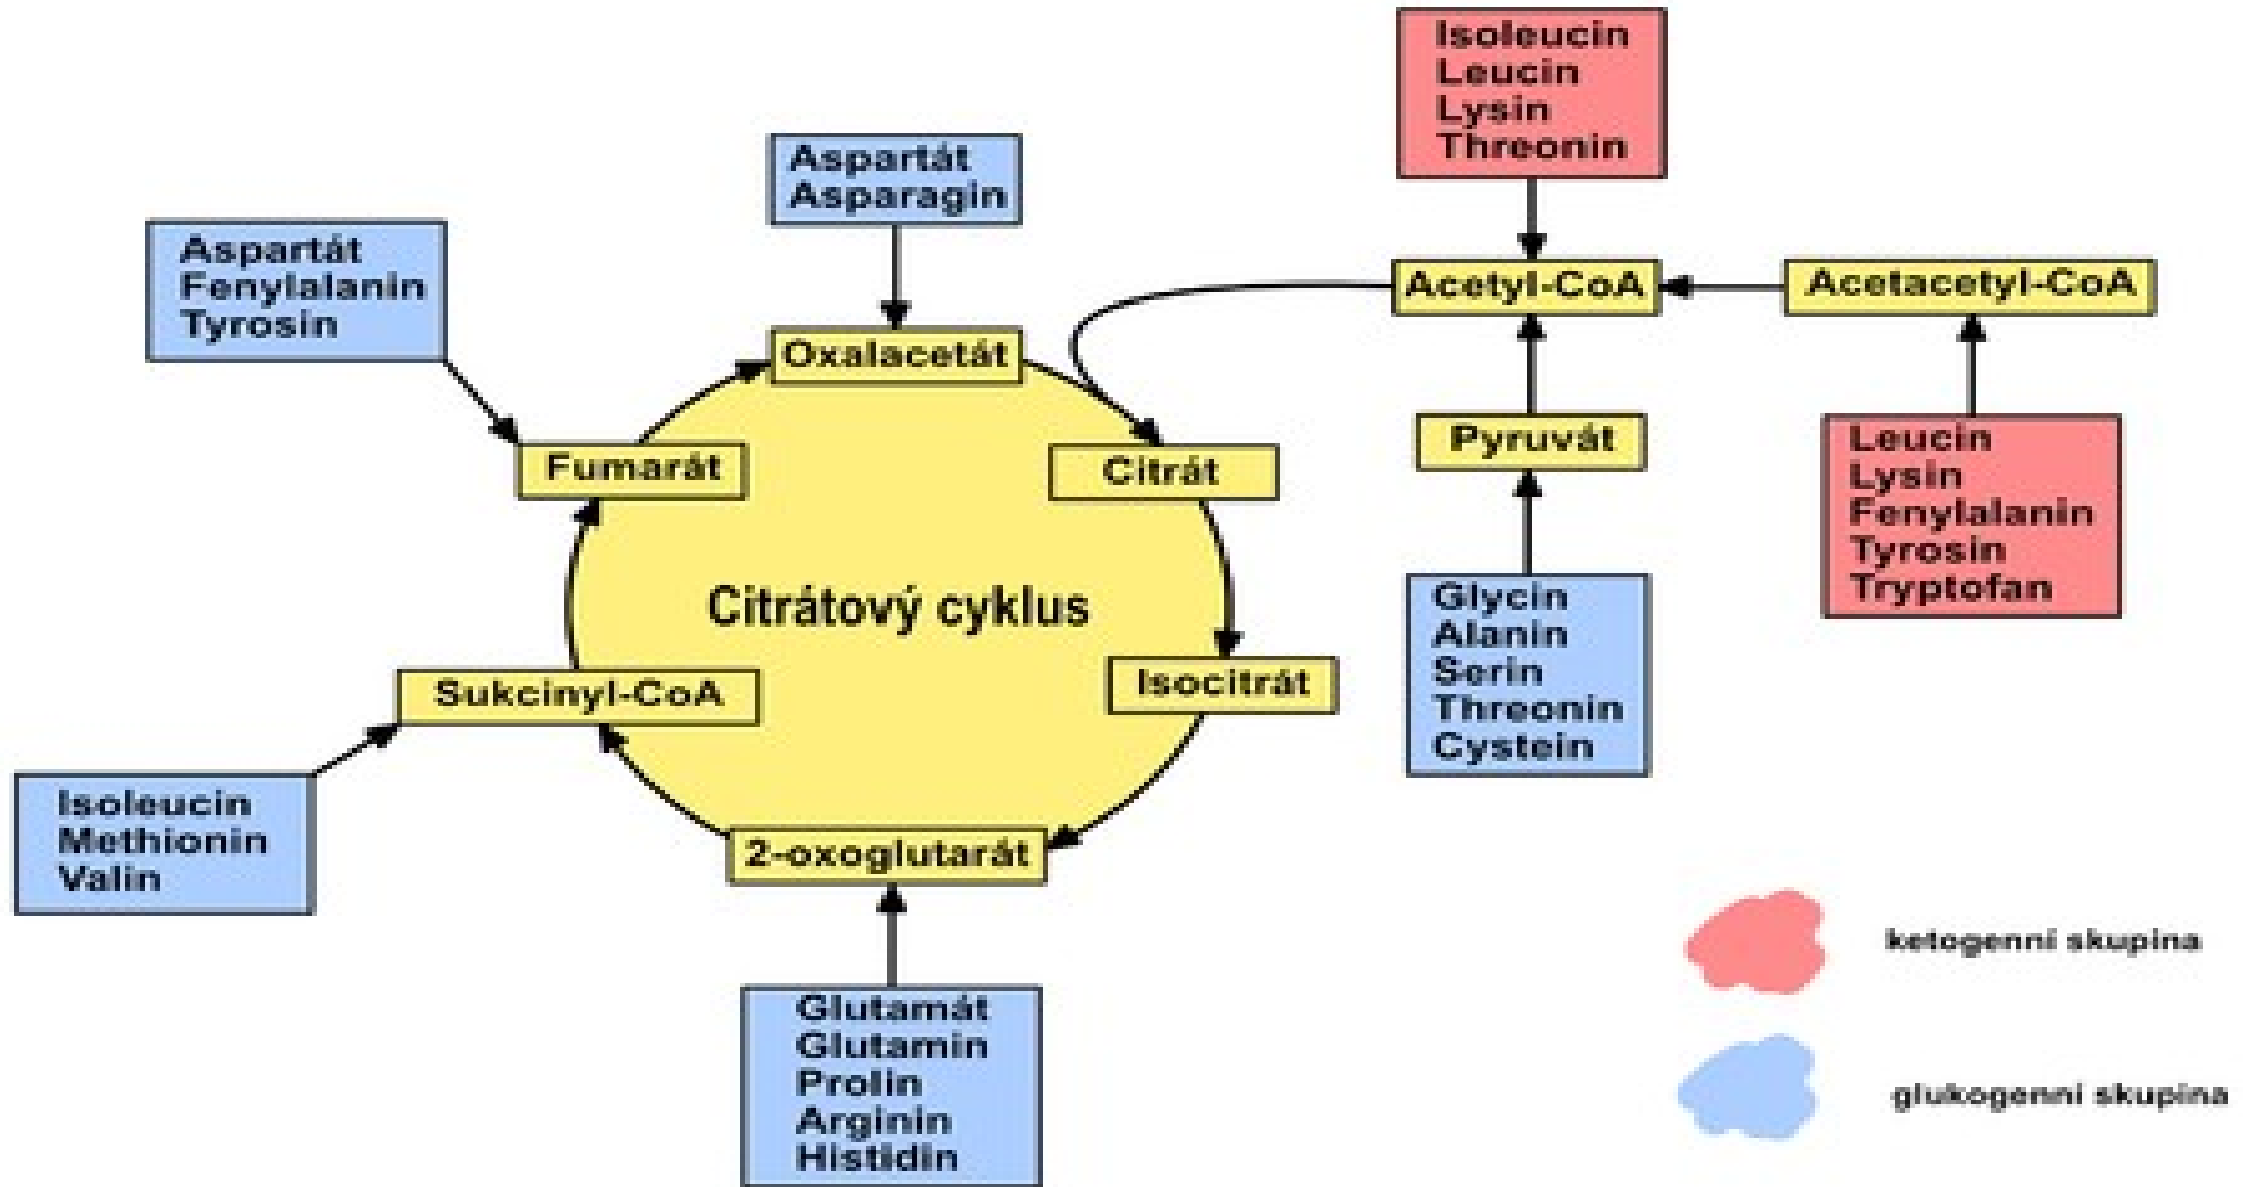 Isoleucin
Leucin
Lysin
Threonin
Aspartát
Asparagin
Aspartát
Fenylalanin
Tyrosin
Acetyl-CoA
Acetacetyl-CoA
Oxalacetát
Fumarát
Citrát
Pyruvát
Leucin
Lysin
Fenylalanin
Tyrosin
Tryptofan
Citrátový cyklus
Glycin
Alanin
Serin
Threonin
Cystein
Sukcinyl-CoA
Isocitrát
Isoleucin
Methionin
Valin
2-oxoglutarát
Glutamát
Glutamin
Prolin
Arginin
Histidin
ketogenní skupina
glukogenní skupina